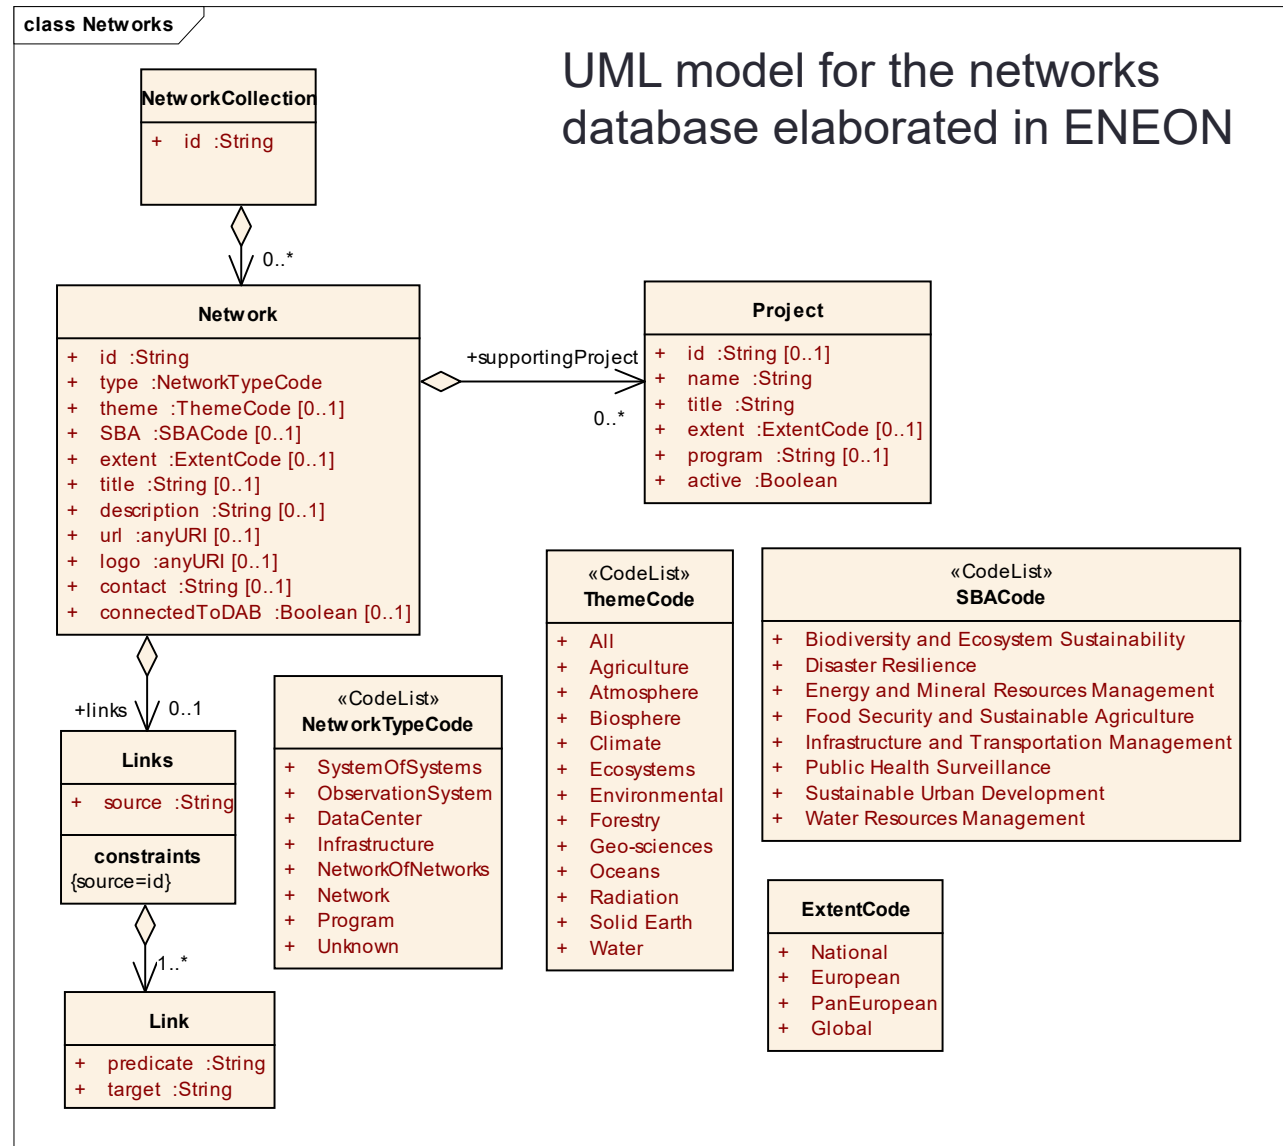 class Networks
UML model for the networks
database elaborated in ENEON
NetworkCollection
+ id :String
0..*
Network
+ id :String
+ type :NetworkTypeCode
+ theme :ThemeCode [0..1]
+ SBA :SBACode [0..1]
+ extent :ExtentCode [0..1]
+ title :String [0..1]
+ description :String [0..1]
+ url :anyURI [0..1]
+ logo :anyURI [0..1]
+ contact :String [0..1]
+ connectedToDAB :Boolean [0..1]
+supportingProject
0..*
Project
+ id :String [0..1]
+ name :String
+ title :String
+ extent :ExtentCode [0..1]
+ program :String [0..1]
+ active :Boolean
+links 0..1
Links
+ source :String
constraints
{source=id}
1..*
Link
+ predicate :String
+ target :String
«CodeList»
NetworkTypeCode
+ SystemOfSystems
+ ObservationSystem
+ DataCenter
+ Infrastructure
+ NetworkOfNetworks
+ Network
+ Program
+ Unknown
«CodeList»
ThemeCode
+ All
+ Agriculture
+ Atmosphere
+ Biosphere
+ Climate
+ Ecosystems
+ Environmental
+ Forestry
+ Geo-sciences
+ Oceans
+ Radiation
+ Solid Earth
+ Water
«CodeList»
SBACode
+ Biodiversity and Ecosystem Sustainability
+ Disaster Resilience
+ Energy and Mineral Resources Management
+ Food Security and Sustainable Agriculture
+ Infrastructure and Transportation Management
+ Public Health Surveillance
+ Sustainable Urban Development
+ Water Resources Management
ExtentCode
+ National
+ European
+ PanEuropean
+ Global